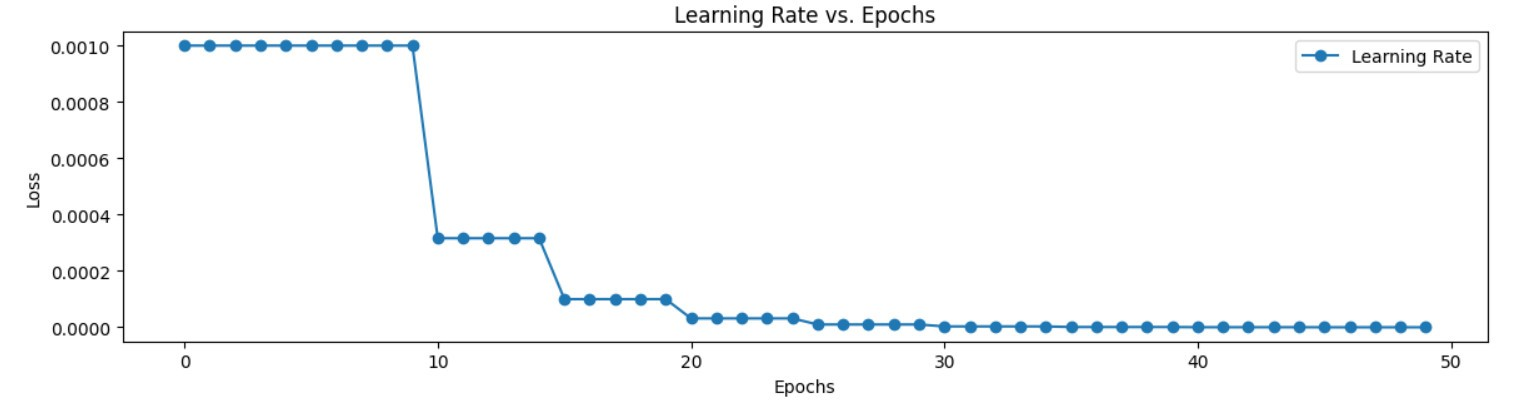 Learning Rate vs. Epochs
Learning Rate
Loss
0.0010
0.0008
0.0006
0.0004
0.0002
0.0000
0 10 20 30 40 50
Epochs